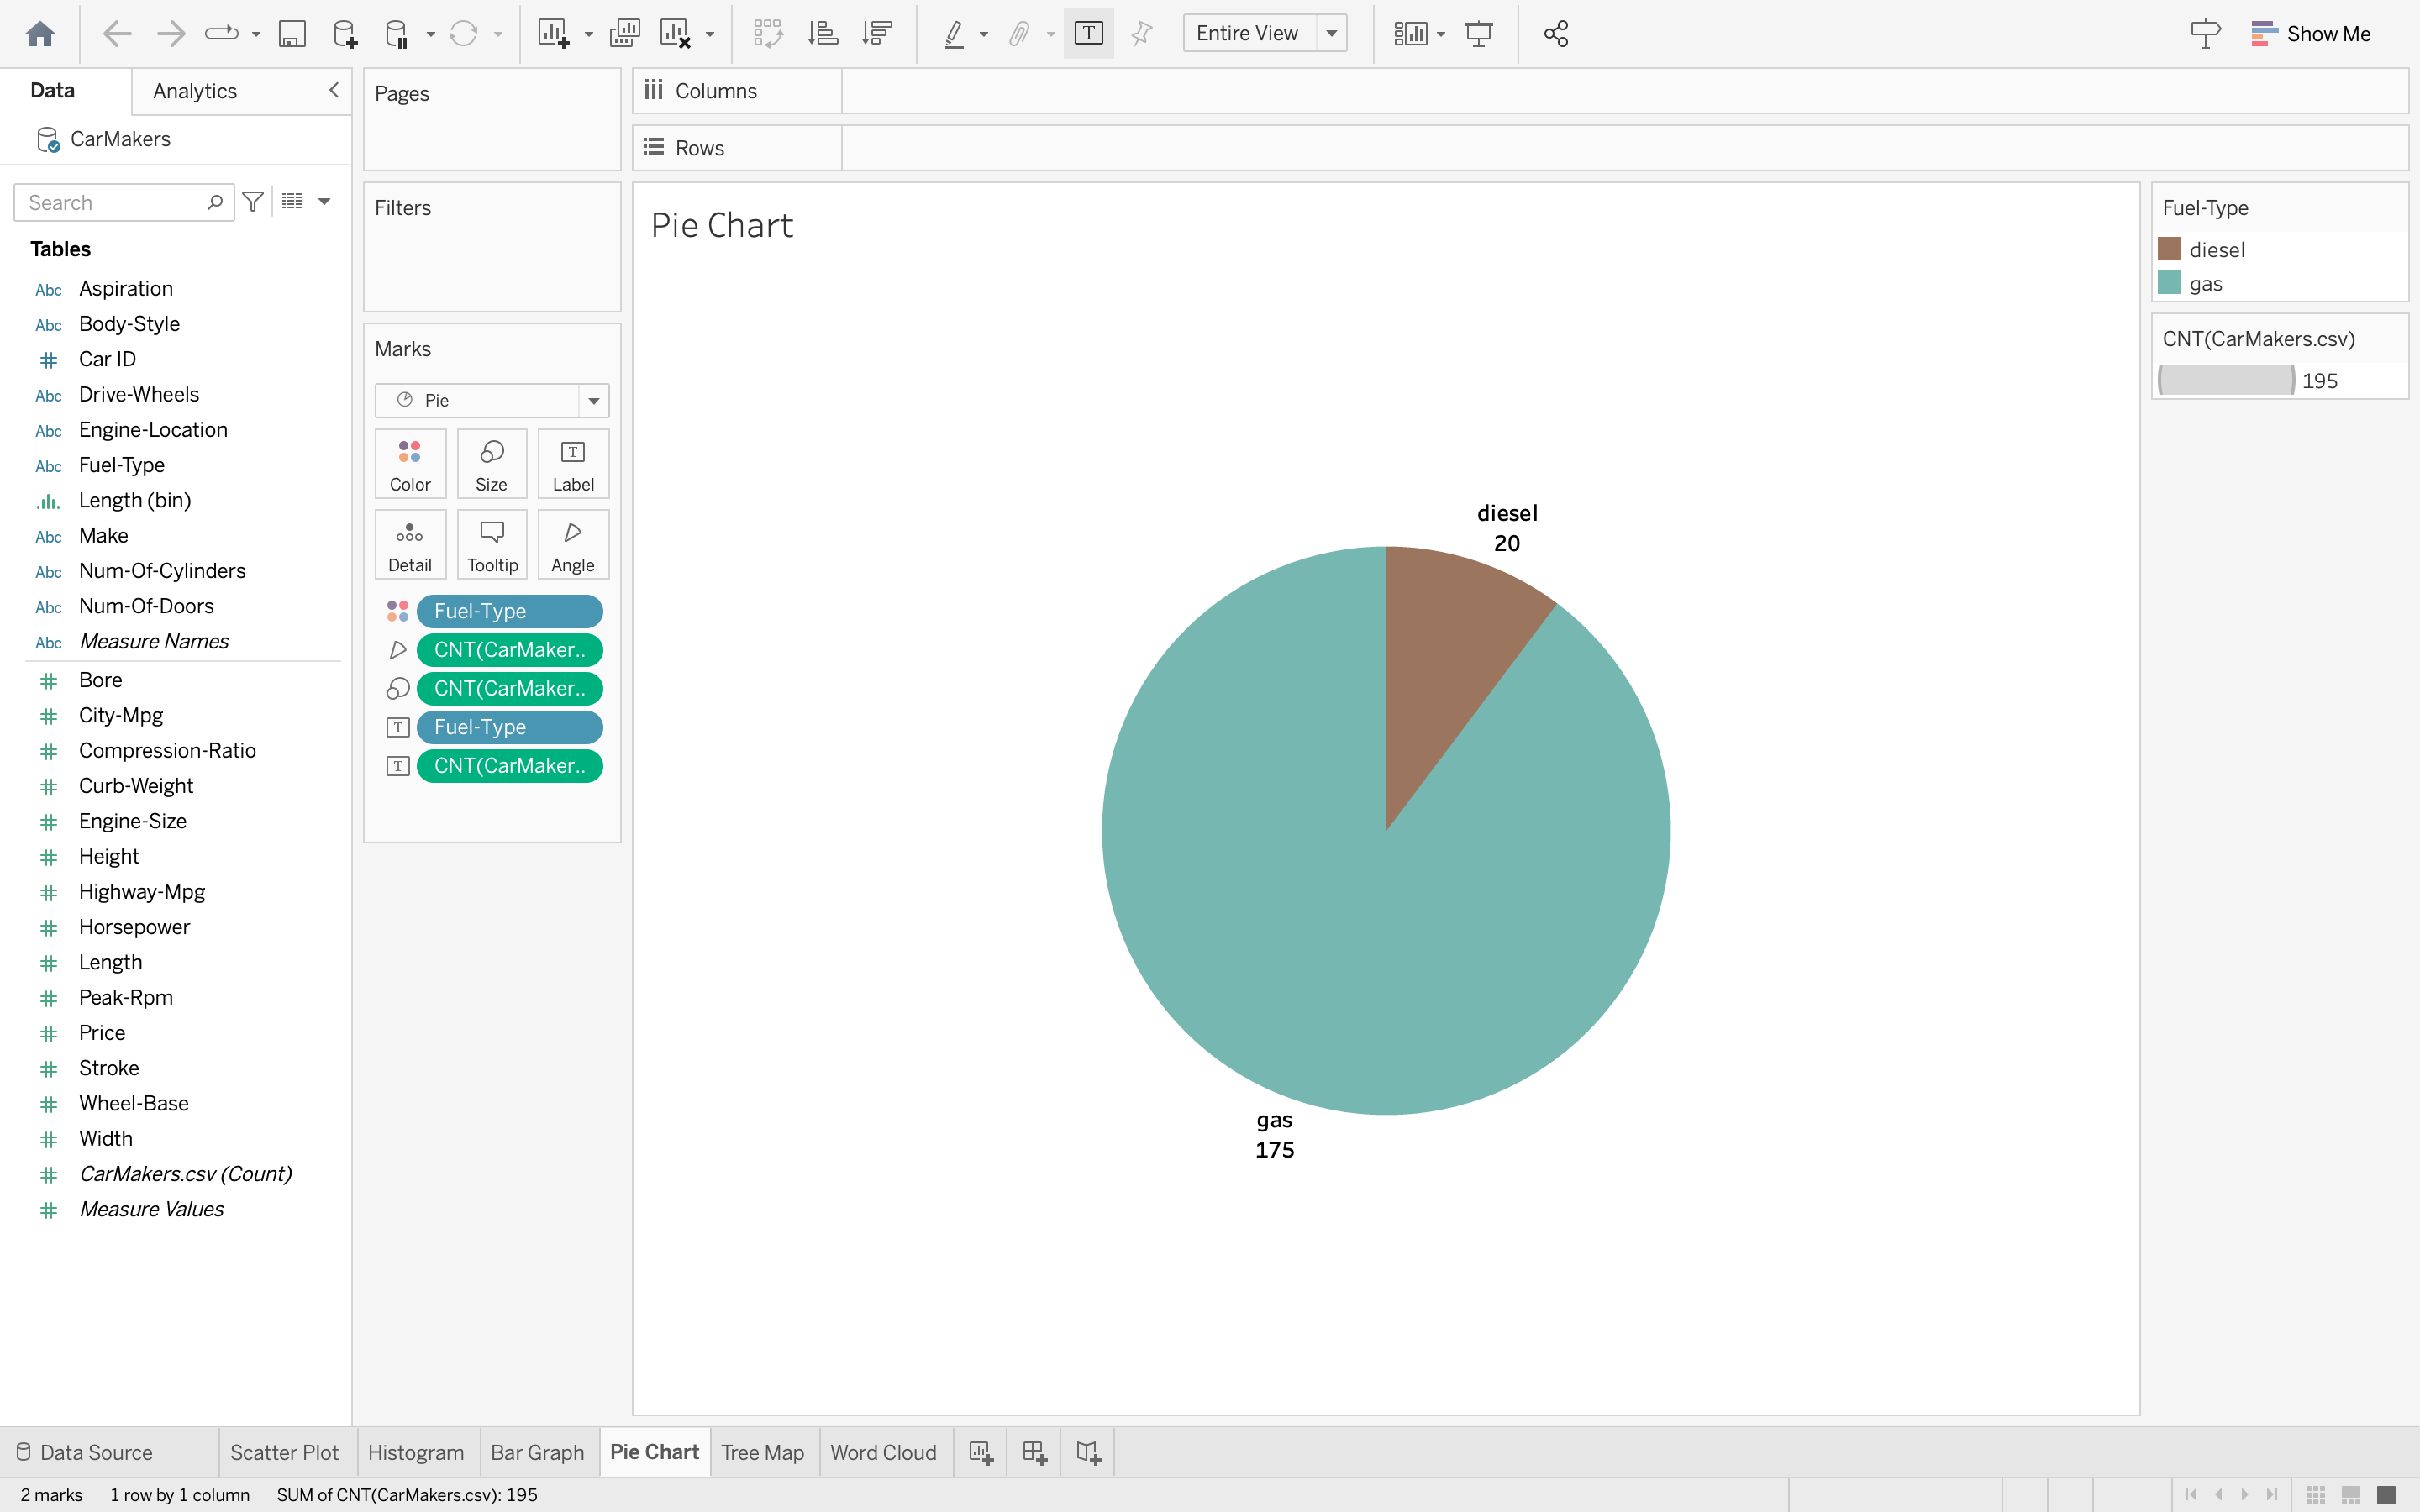 Entire View
Show Me
Data
Analytics
CarMakers
Search
Tables
Abc Aspiration
Abc Body-Style
Car ID
Abc Drive-Wheels
Abc Engine-Location
Abc Fuel-Type
Length (bin)
Abc Make
Abc Num-Of-Cylinders
Abc Num-Of-Doors
Abc Measure Names
Bore
City-Mpg
Compression-Ratio
Curb-Weight
Engine-Size
Height
Highway-Mpg
Horsepower
Length
Peak-Rpm
Price
Stroke
Wheel-Base
Width
CarMakers.csv (Count)
Measure Values
Pages
Filters
Marks
Pie
Color Size Label
Detail Tooltip Angle
Fuel-Type
CNT(CarMaker..
CNT(CarMaker..
T Fuel-Type
T CNT(CarMaker..
Columns
Rows
Pie Chart
diesel
20
gas
175
Fuel-Type
diesel
gas
CNT(CarMakers.csv)
195
Data Source Scatter Plot Histogram Bar Graph Pie Chart Tree Map Word Cloud
2 marks 1 row by 1 column SUM of CNT(CarMakers.csv): 195